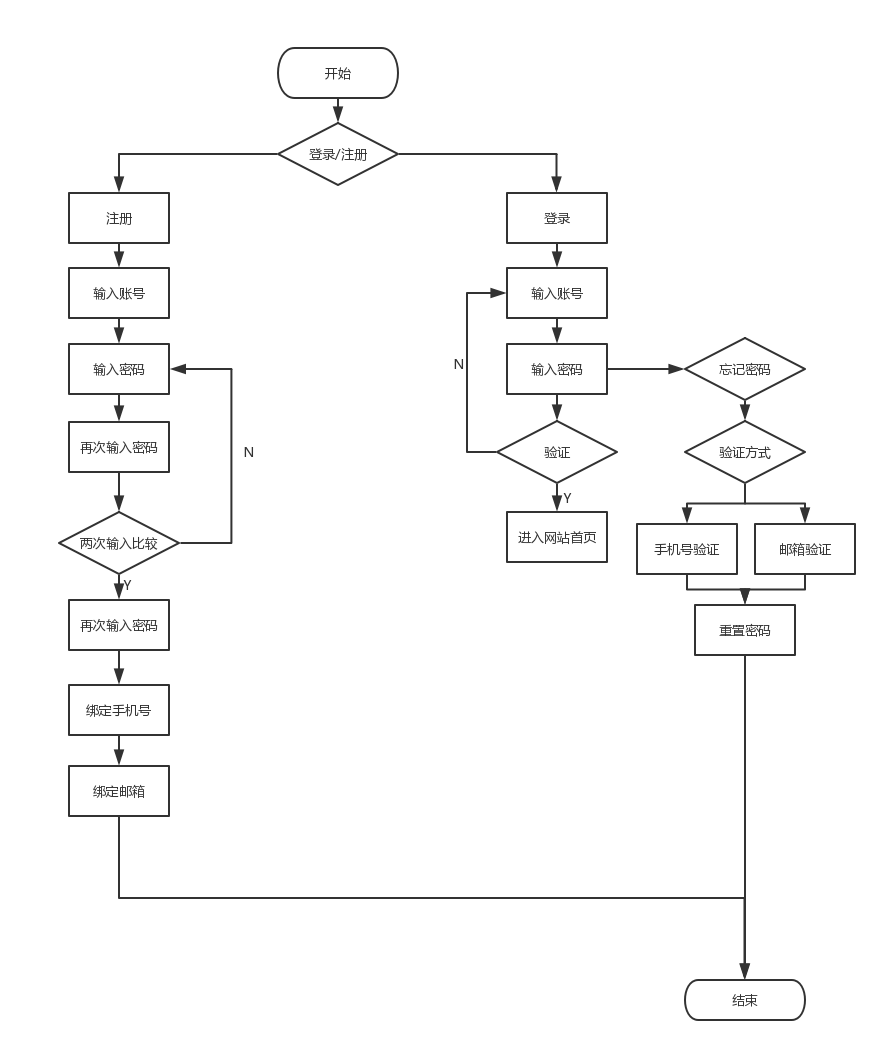 开始
登录/注册
注册
登录
输入账号
输入账号
输入密码
N
输入密码
忘记密码
再次输入密码
N
验证
验证方式
Y
两次输入比较
进入网站首页
手机号验证
邮箱验证
Y
再次输入密码
重置密码
绑定手机号
绑定邮箱
结束